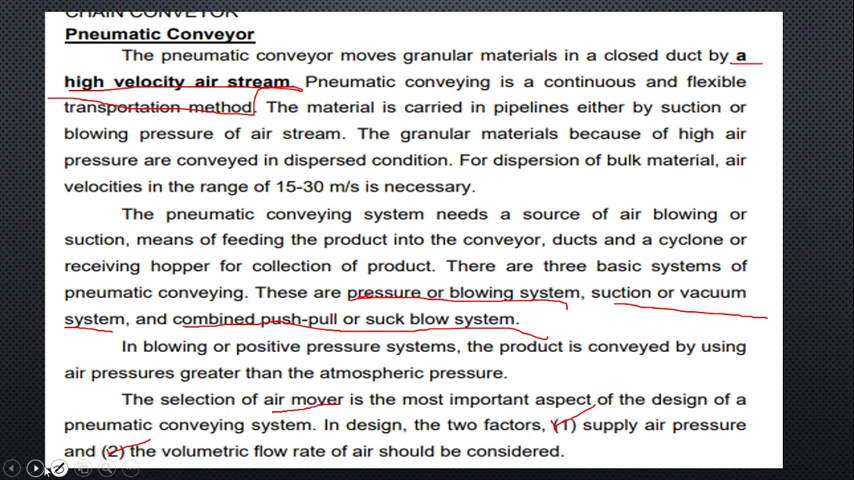 CHAIN CONVEYOR
Pneumatic Conveyor
The pneumatic conveyor moves granular materials in a closed duct by a
high velocity air stream. Pneumatic conveying is a continuous and flexible
transportation method. The material is carried in pipelines either by suction or
blowing pressure of air stream. The granular materials because of high air
pressure are conveyed in dispersed condition. For dispersion of bulk material, air
velocities in the range of 15-30 m/s is necessary.
The pneumatic conveying system needs a source of air blowing or
suction, means of feeding the product into the conveyor, ducts and a cyclone or
receiving hopper for collection of product. There are three basic systems of
pneumatic conveying. These are pressure or blowing system, suction or vacuum
system, and combined push-pull or suck blow system.
In blowing or positive pressure systems, the product is conveyed by using
air pressures greater than the atmospheric pressure.
The selection of air mover is the most important aspect of the design of a
pneumatic conveying system. In design, the two factors, (1) supply air pressure
and (2) the volumetric flow rate of air should be considered.